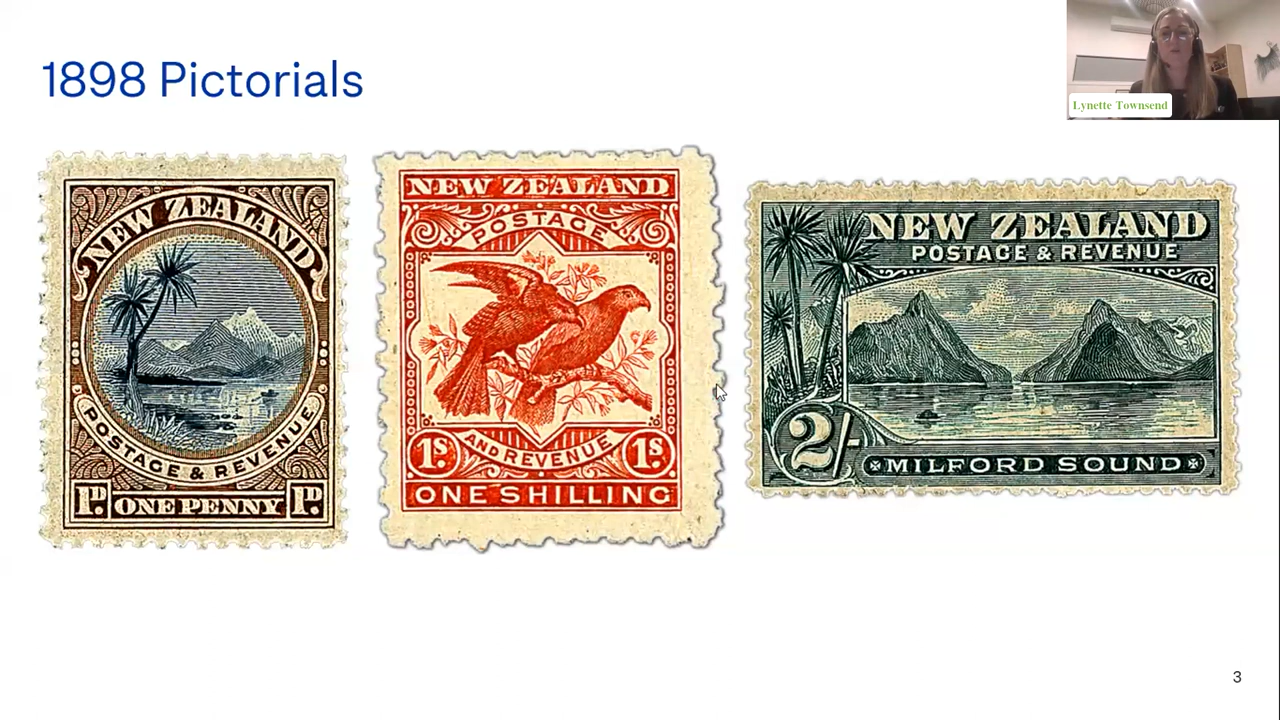 1898 Pictorials
Lynette Townsend
NEW ZEALAND
POSTAGE & REVENUE
1D. ONE PENNY 1D.
NEW ZEALAND
POSTAGE
AND REVENUE
1s. 1s.
ONE SHILLING
NEW ZEALAND
POSTAGE & REVENUE
2/-
MILFORD SOUND
3